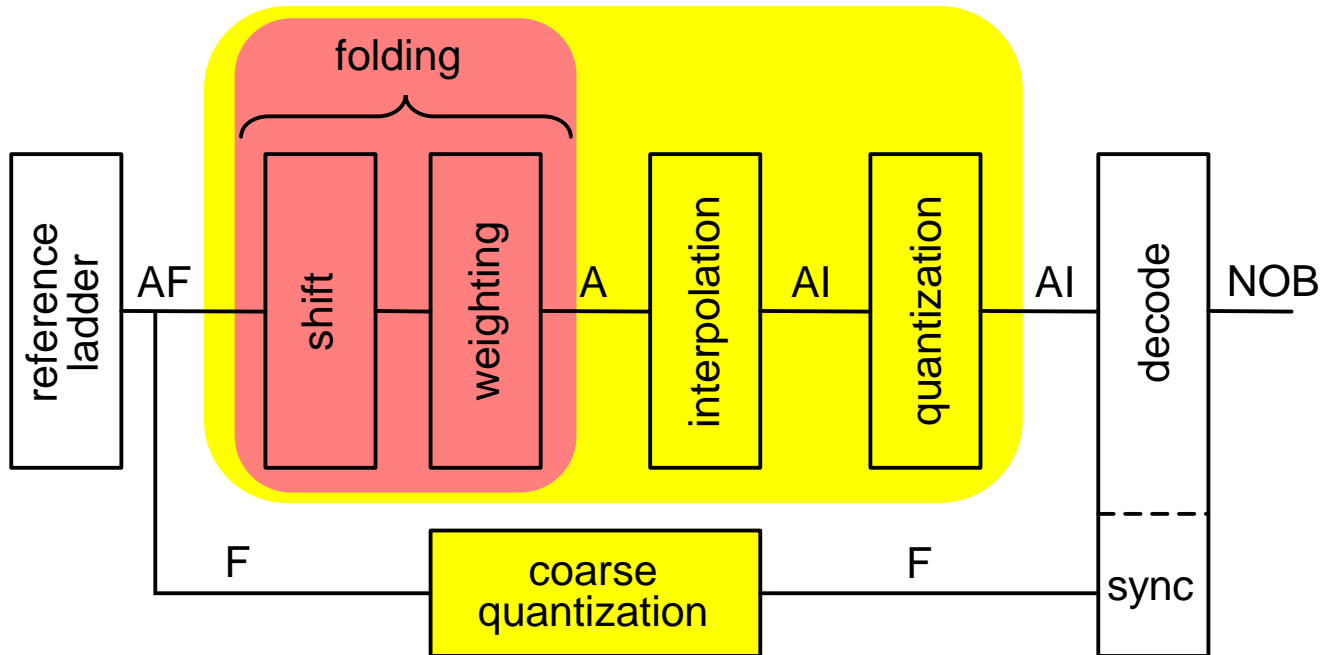 folding
reference
ladder
AF
shift
weighting
A
interpolation
AI
quantization
AI
decode
NOB
F
coarse
quantization
F
sync